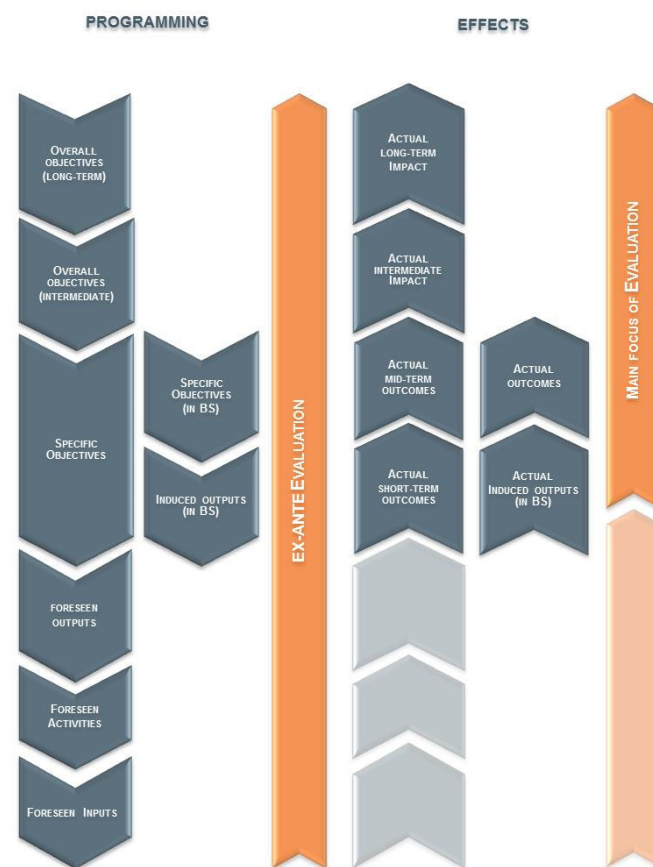 PROGRAMMING
EFFECTS
OVERALL
OBJECTIVES
(LONG-TERM)
OVERALL
OBJECTIVES
(INTERMEDIATE)
SPECIFIC
OBJECTIVES
FORESEEN
OUTPUTS
FORESEEN
ACTIVITIES
FORESEEN INPUTS
SPECIFIC
OBJECTIVES
(IN BS)
INDUCED OUTPUTS
(IN BS)
EX-ANTE EVALUATION
ACTUAL
LONG-TERM
IMPACT
ACTUAL
INTERMEDIATE
IMPACT
ACTUAL
MID-TERM
OUTCOMES
ACTUAL
SHORT-TERM
OUTCOMES
ACTUAL
OUTCOMES
ACTUAL
INDUCED OUTPUTS
(IN BS)
MAIN FOCUS OF EVALUATION